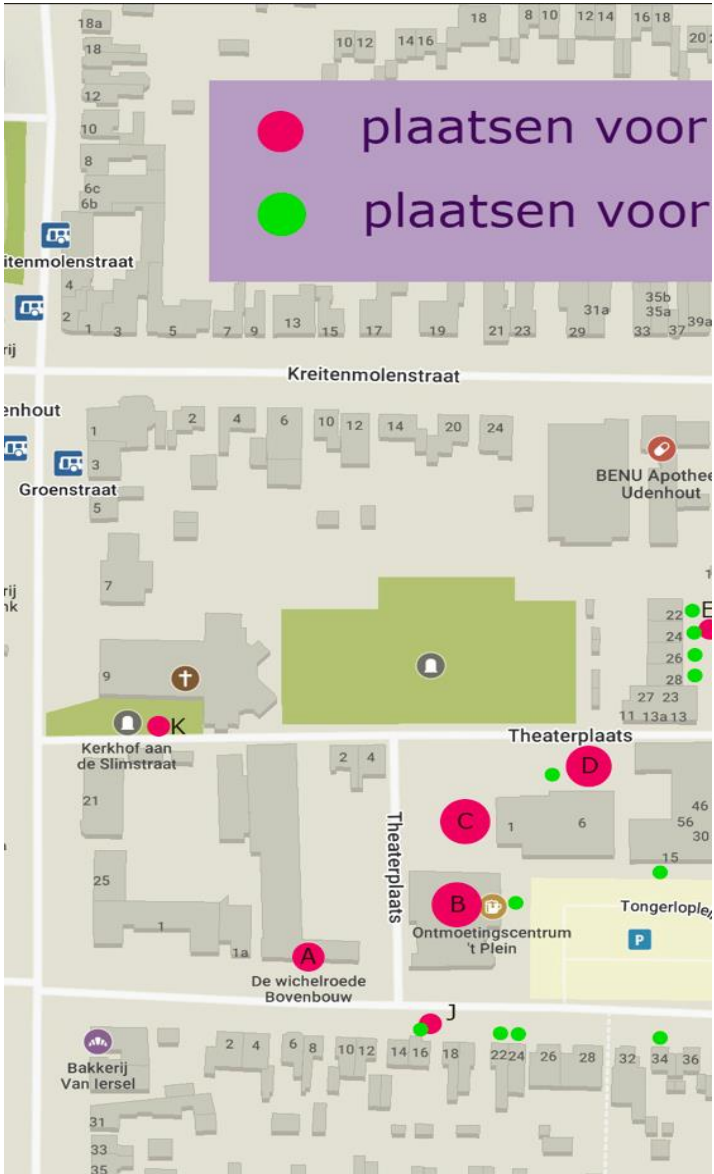 18a
18
12
10
8
6c
6b
4
2
1
3
5
7
9
13
15
17
19
21
23
29
31a
33
35b
35a
37
39a
10 12
14 16
18
8 10
12 14
16 18
20
plaatsen voor
plaatsen voor
itenmolenstraat
rij
Kreitenmolenstraat
enhout
Groenstraat
1
3
5
7
9
2
4
6
10
12
14
20
24
BENU Apothee
Udenhout
rij
nk
22
24
26
28
27 23
11 13a 13
E
K
Kerkhof aan
de Slimstraat
Theaterplaats
2 4
D
C
1
6
46
56
30
15
21
25
1
1a
Theaterplaats
B
Ontmoetingscentrum
't Plein
Tongerloplei
P
A
De wichelroede
Bovenbouw
J
Bakkerij
Van Iersel
2 4
6 8
10 12
14 16
18
22 24
26
28
32
34
36
31
33
35